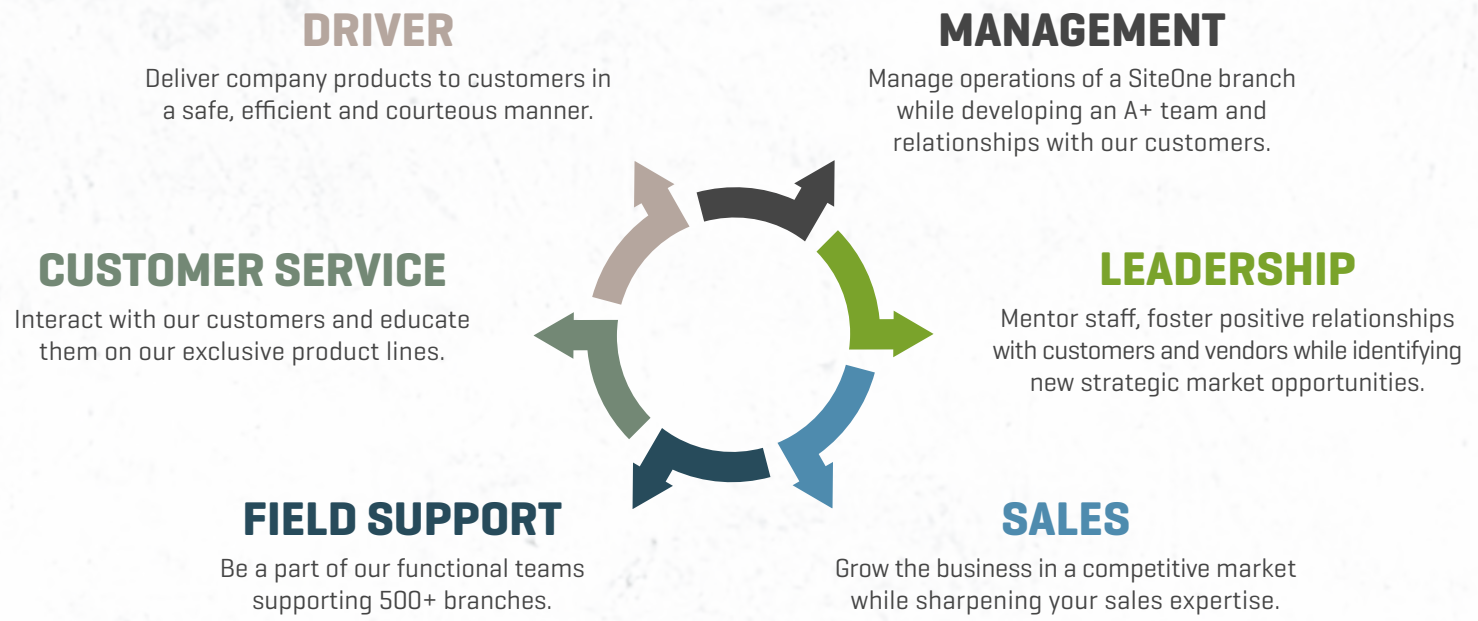 DRIVER
Deliver company products to customers in
a safe, efficient and courteous manner.
MANAGEMENT
Manage operations of a SiteOne branch
while developing an A+ team and
relationships with our customers.
CUSTOMER SERVICE
Interact with our customers and educate
them on our exclusive product lines.
LEADERSHIP
Mentor staff, foster positive relationships
with customers and vendors while identifying
new strategic market opportunities.
FIELD SUPPORT
Be a part of our functional teams
supporting 500+ branches.
SALES
Grow the business in a competitive market
while sharpening your sales expertise.